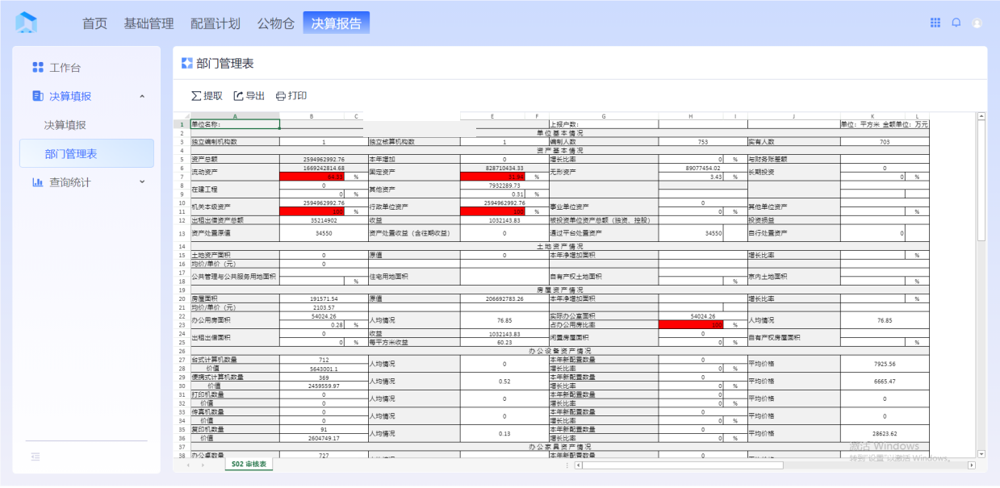 首页 基础管理 配置计划 公物仓 决算报告
工作台
决算填报
决算填报
部门管理表
查询统计
部门管理表
提取 导出 打印
A B C E F G H I J K L
1 单位名称： 上报户数： 单位：平方米 金额单位：万元
2 单位基本情况
3 独立编制机构数 1 独立核算机构数 1 编制人数 753 实有人数 703
4 资产基本情况
5 资产总额 2594962992.76 本年增加 0 增长比率 0 % 与财务账差额
6 流动资产 1669242814.68 固定资产 828710434.33 无形资产 89077454.02 长期投资 0
7 % % 3.43 % 0 %
8 在建工程 0 其他资产 7932289.73
9 0 % 0.31 %
10 机关本级资产 2594962992.76 行政单位资产 2594962992.76 事业单位资产 0 其他单位资产
11 100 % 100 % 0 % %
12 出租出借资产总额 35214902 收益 1032143.83 被投资单位资产总额（独资、控股） 投资损益
13 资产处置原值 34550 资产处置收益（含往期收益） 0 通过平台处置资产 34550 自行处置资产 0
14 土地资产情况
15 土地资产面积 0 原值 0 本年净增加面积 增长比率 %
16 均价/单价（元） 0
17 公共管理与公共服务用地面积 住宅用地面积 自有产权土地面积 京内土地面积
18 % % %
19 房屋资产情况
20 房屋面积 191571.54 原值 206692783.26 本年净增加面积 增长比率 %
21 均价/单价（元） 2103.57
22 办公用房面积 54024.26 人均情况 76.85 实际办公室面积 54024.26 人均情况 76.85
23 0.28 % 占办公用房比率 100 %
24 出租出借面积 0 收益 1032143.83 闲置房屋面积 0 自有产权房屋面积
25 0 % 每平方米收益 60.23 0 % %
26 办公设备资产情况
27 台式计算机数量 712 人均情况 0 本年新配置数量 0 平均价格 7925.56
28 价值 5643001.1 增长比率 0 %
29 便携式计算机数量 369 人均情况 0.52 本年新配置数量 0 平均价格 6665.47
30 价值 2459559.97 增长比率 0 %
31 打印机数量 0 人均情况 0 本年新配置数量 0 平均价格 0
32 价值 0 增长比率 0 %
33 传真机数量 0 人均情况 0 本年新配置数量 0 平均价格 0
34 价值 0 增长比率 0 %
35 复印机数量 91 人均情况 0.13 本年新配置数量 0 平均价格 28623.62
36 价值 2604749.17 增长比率 0 %
37 办公家具资产情况
38 办公桌数量 727 本年新配置数量 0
激活 Windows
转到"设置"以激活 Windows。
S02 审核表